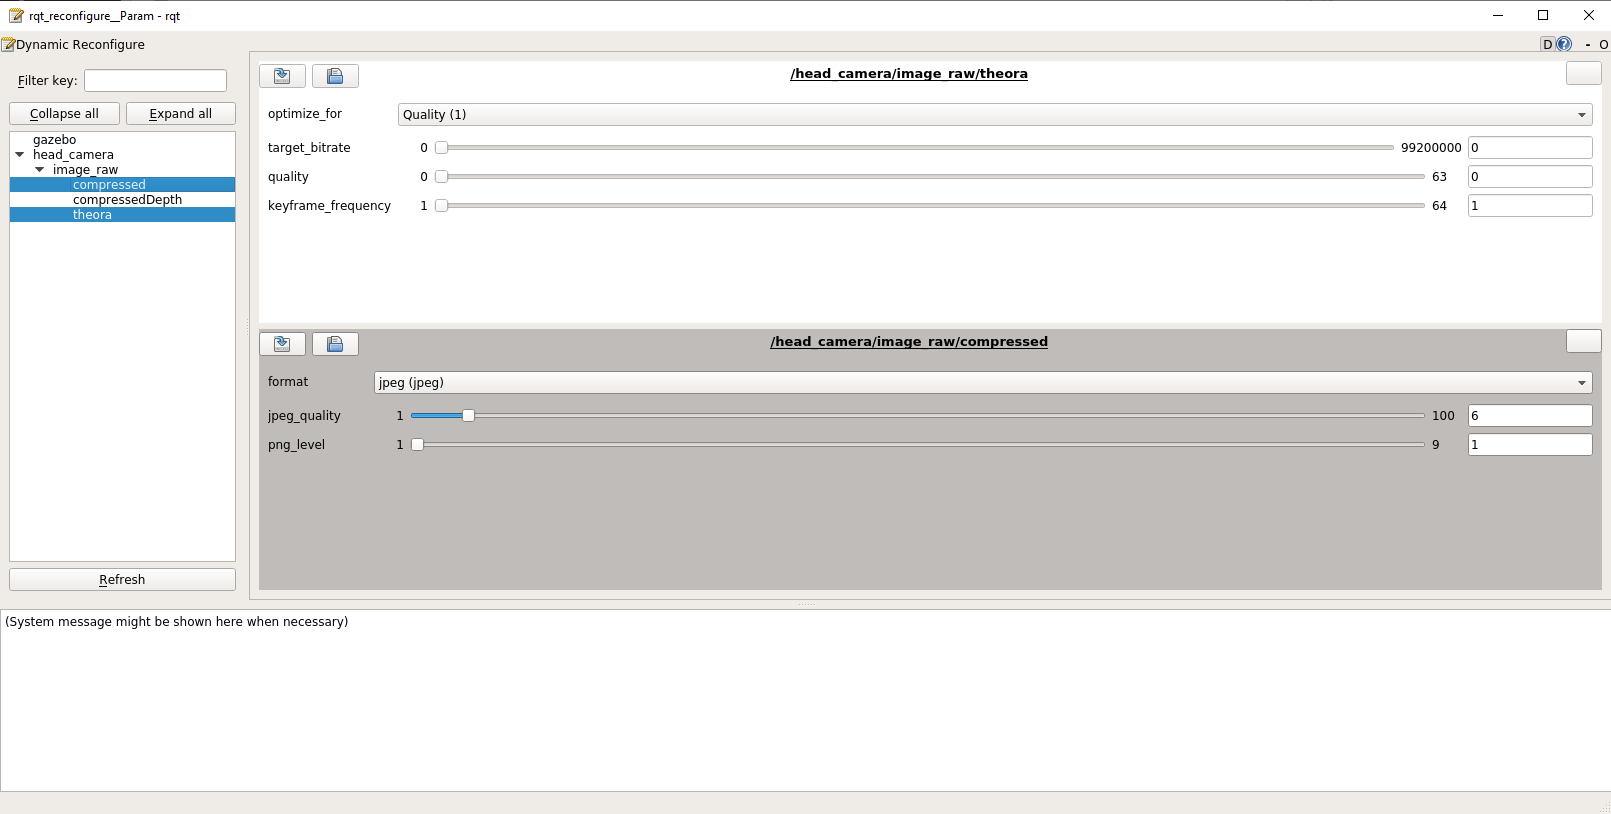 rqt_reconfigure__Param - rqt
Dynamic Reconfigure
D ? - O
Filter key:
Collapse all Expand all
gazebo
head_camera
image_raw
compressed
compressedDepth
theora
Refresh
/head_camera/image_raw/theora
optimize_for Quality (1)
target_bitrate 0 99200000 0
quality 0 63 0
keyframe_frequency 1 64 1
/head_camera/image_raw/compressed
format jpeg (jpeg)
jpeg_quality 1 100 6
png_level 1 9 1
(System message might be shown here when necessary)